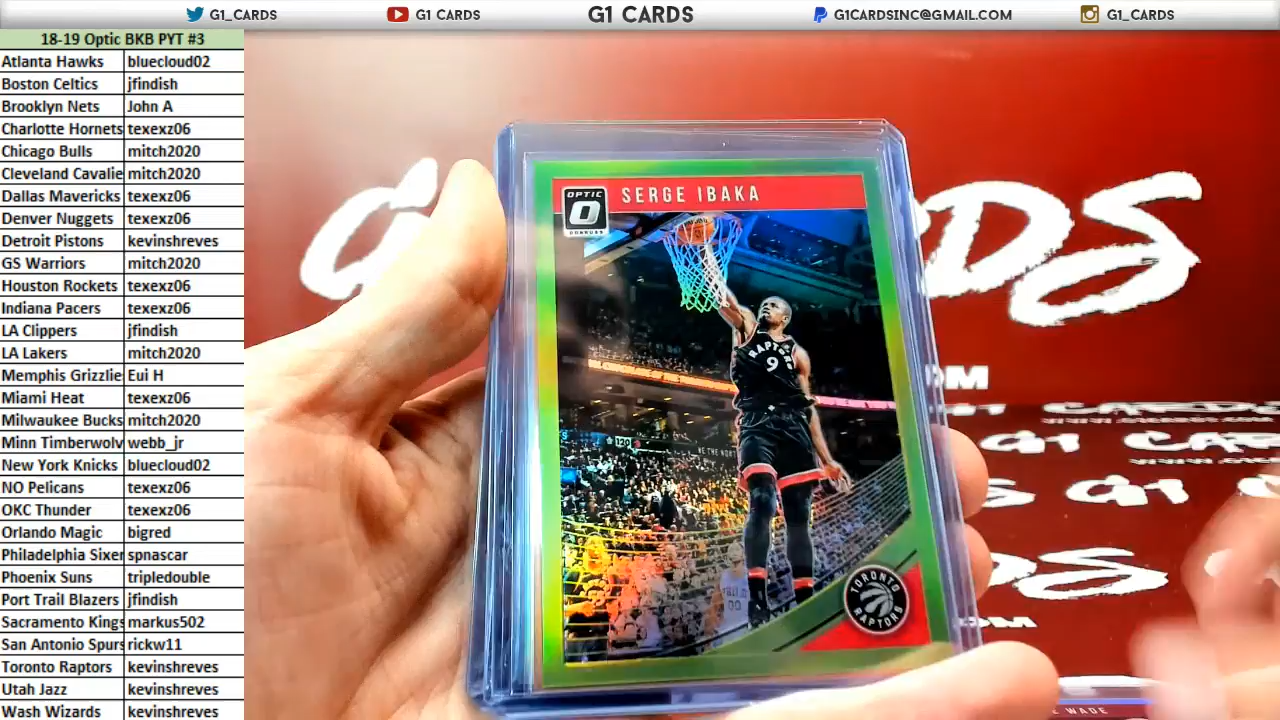 G1_CARDS
G1 CARDS
G1 CARDS
G1CARDSINC@GMAIL.COM
G1_CARDS
18-19 Optic BKB PYT #3
Atlanta Hawks bluecloud02
Boston Celtics jfindish
Brooklyn Nets John A
Charlotte Hornets texexz06
Chicago Bulls mitch2020
Cleveland Cavalie mitch2020
Dallas Mavericks texexz06
Denver Nuggets texexz06
Detroit Pistons kevinshreves
GS Warriors mitch2020
Houston Rockets texexz06
Indiana Pacers texexz06
LA Clippers jfindish
LA Lakers mitch2020
Memphis Grizzlie Eui H
Miami Heat texexz06
Milwaukee Bucks mitch2020
Minn Timberwolv webb_jr
New York Knicks bluecloud02
NO Pelicans texexz06
OKC Thunder texexz06
Orlando Magic bigred
Philadelphia Sixer spnascar
Phoenix Suns tripledouble
Port Trail Blazers jfindish
Sacramento Kings markus502
San Antonio Spurs rickw11
Toronto Raptors kevinshreves
Utah Jazz kevinshreves
Wash Wizards kevinshreves
OPTIC
DONRUSS
SERGE IBAKA
RAPTORS
9
120
TORONTO
RAPTORS
G1 CARDS
WADE